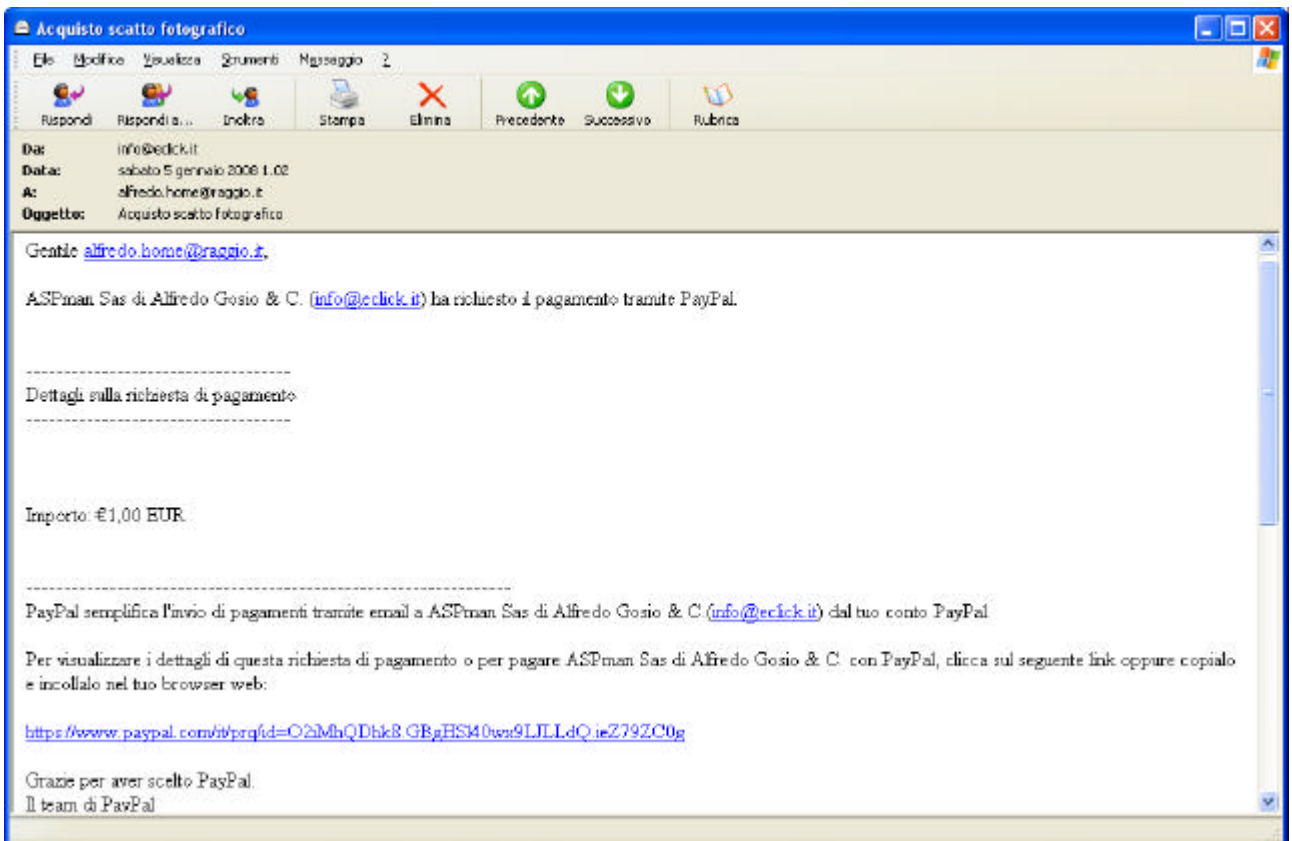 Acquisto scatto fotografico
File Modifica Visualizza Strumenti Messaggio ?
Rispondi Rispondi a... Inoltra Stampa Elimina Precedente Successivo Rubrica
Da: info@eclick.it
Data: sabato 5 gennaio 2008 1.02
A: alfredo.home@raggio.it
Oggetto: Acquisto scatto fotografico
Gentile alfredo.home@raggio.it,
ASPman Sas di Alfredo Gosio & C. (info@eclick.it) ha richiesto il pagamento tramite PayPal.
-----------------------------------
Dettagli sulla richiesta di pagamento
-----------------------------------
Importo: €1,00 EUR
----------------------------------------------------------------
PayPal semplifica l'invio di pagamenti tramite email a ASPman Sas di Alfredo Gosio & C.(info@eclick.it) dal tuo conto PayPal
Per visualizzare i dettagli di questa richiesta di pagamento o per pagare ASPman Sas di Alfredo Gosio & C. con PayPal, clicca sul seguente link oppure copialo
e incollalo nel tuo browser web:
Grazie per aver scelto PayPal.
Il team di PayPal